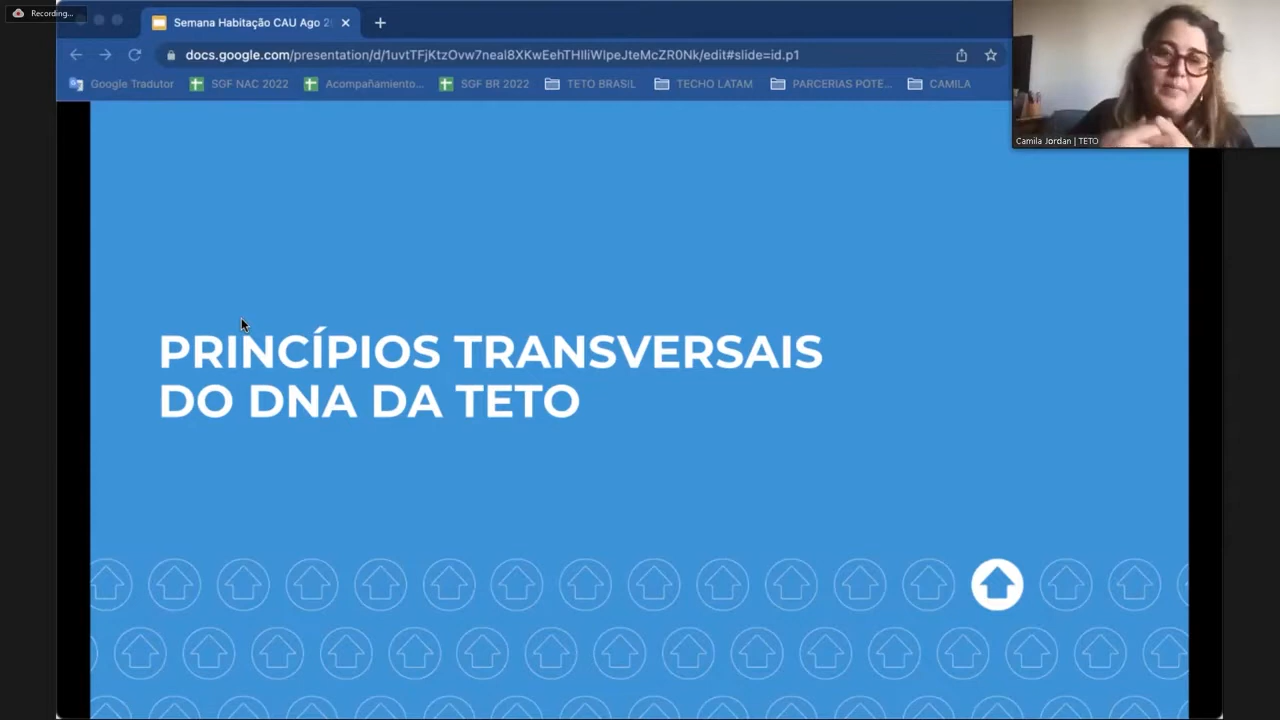 Recording...
Semana Habitação CAU Ago 2
docs.google.com/presentation/d/1uvtTFjKtzOvw7neal8XKwEehTHIliWlpeJteMcZR0Nk/edit#slide=id.p1
Google Tradutor
SGF NAC 2022
Acompañamiento...
SGF BR 2022
TETO BRASIL
TECHO LATAM
PARCERIAS POTE...
CAMILA
Camila Jordan | TETO
PRINCÍPIOS TRANSVERSAIS
DO DNA DA TETO